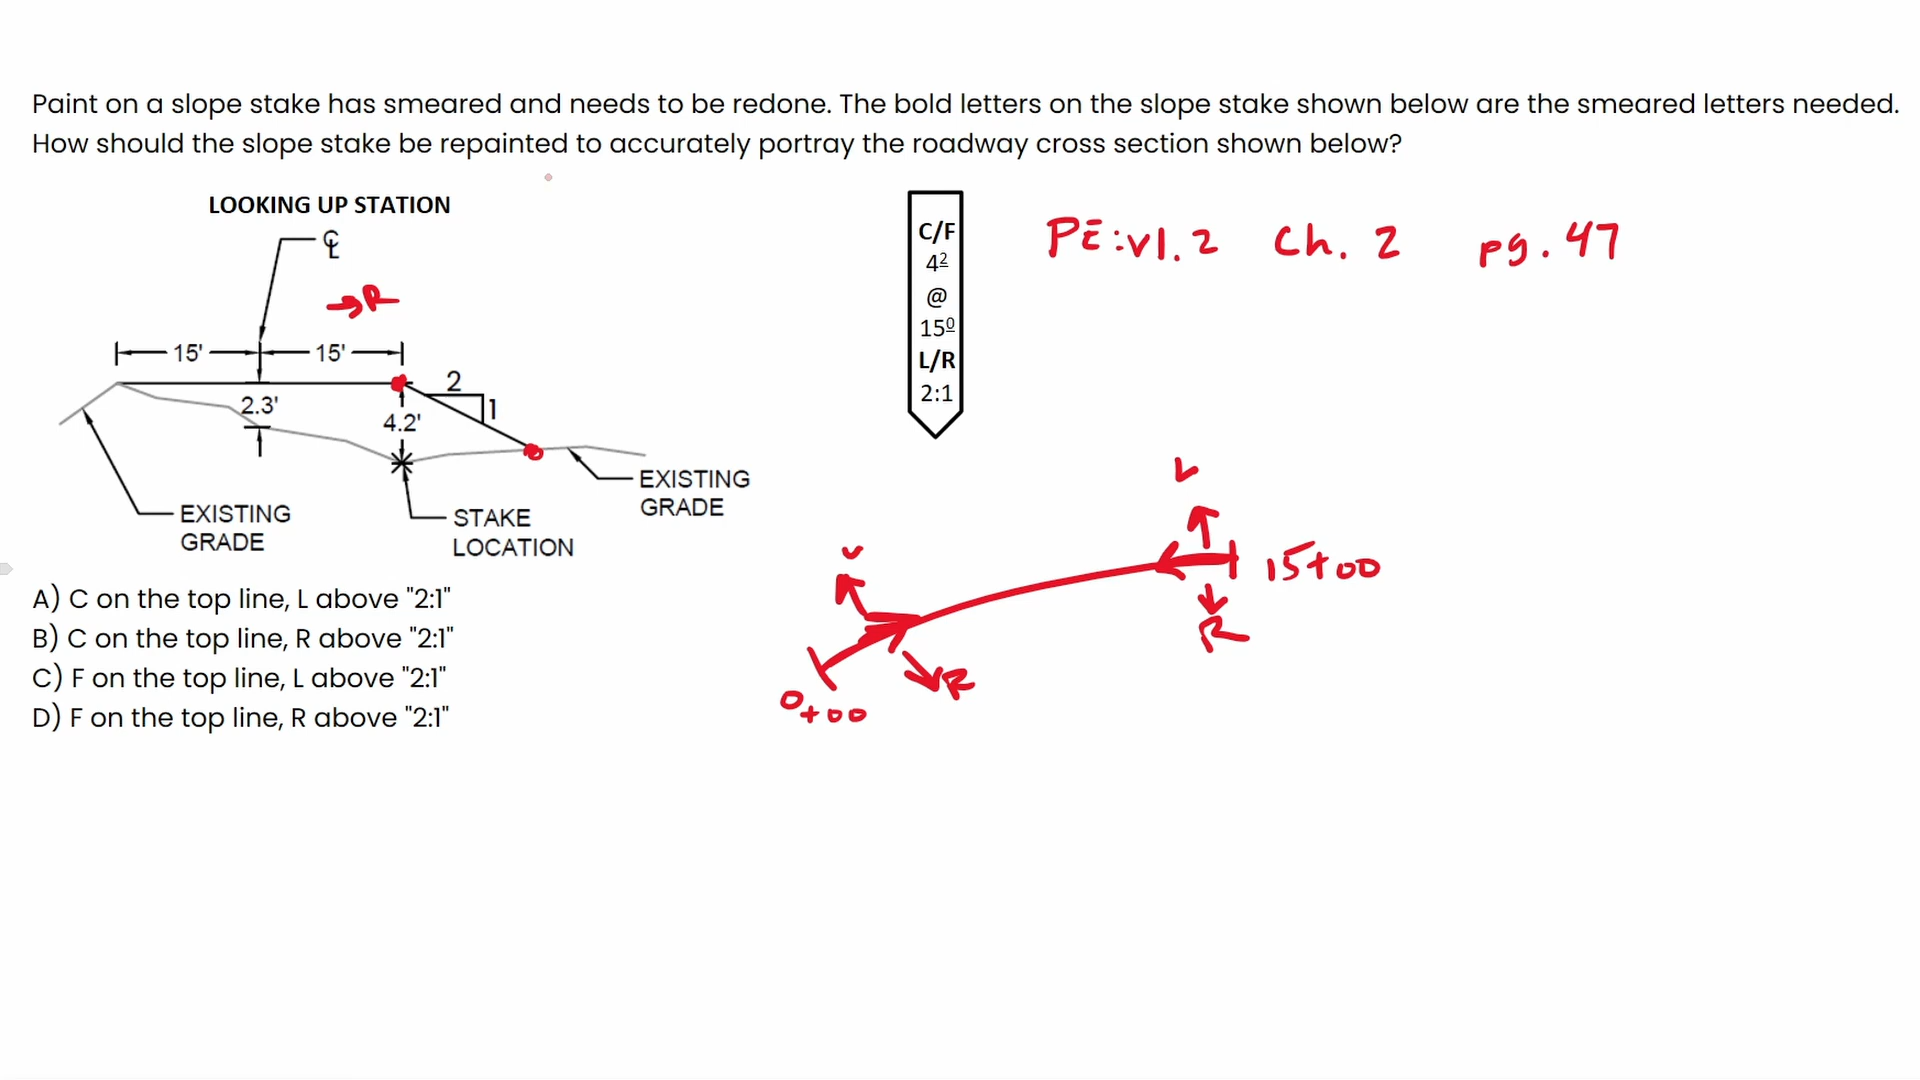 Paint on a slope stake has smeared and needs to be redone. The bold letters on the slope stake shown below are the smeared letters needed.
How should the slope stake be repainted to accurately portray the roadway cross section shown below?
LOOKING UP STATION
℄
→R
15'
15'
2
1
2.3'
4.2'
EXISTING
GRADE
STAKE
LOCATION
EXISTING
GRADE
C/F
4²
@
15⁰
L/R
2:1
PE:v1.2 Ch. 2 pg. 47
L
R
15+00
R
0+00
A) C on the top line, L above "2:1"
B) C on the top line, R above "2:1"
C) F on the top line, L above "2:1"
D) F on the top line, R above "2:1"